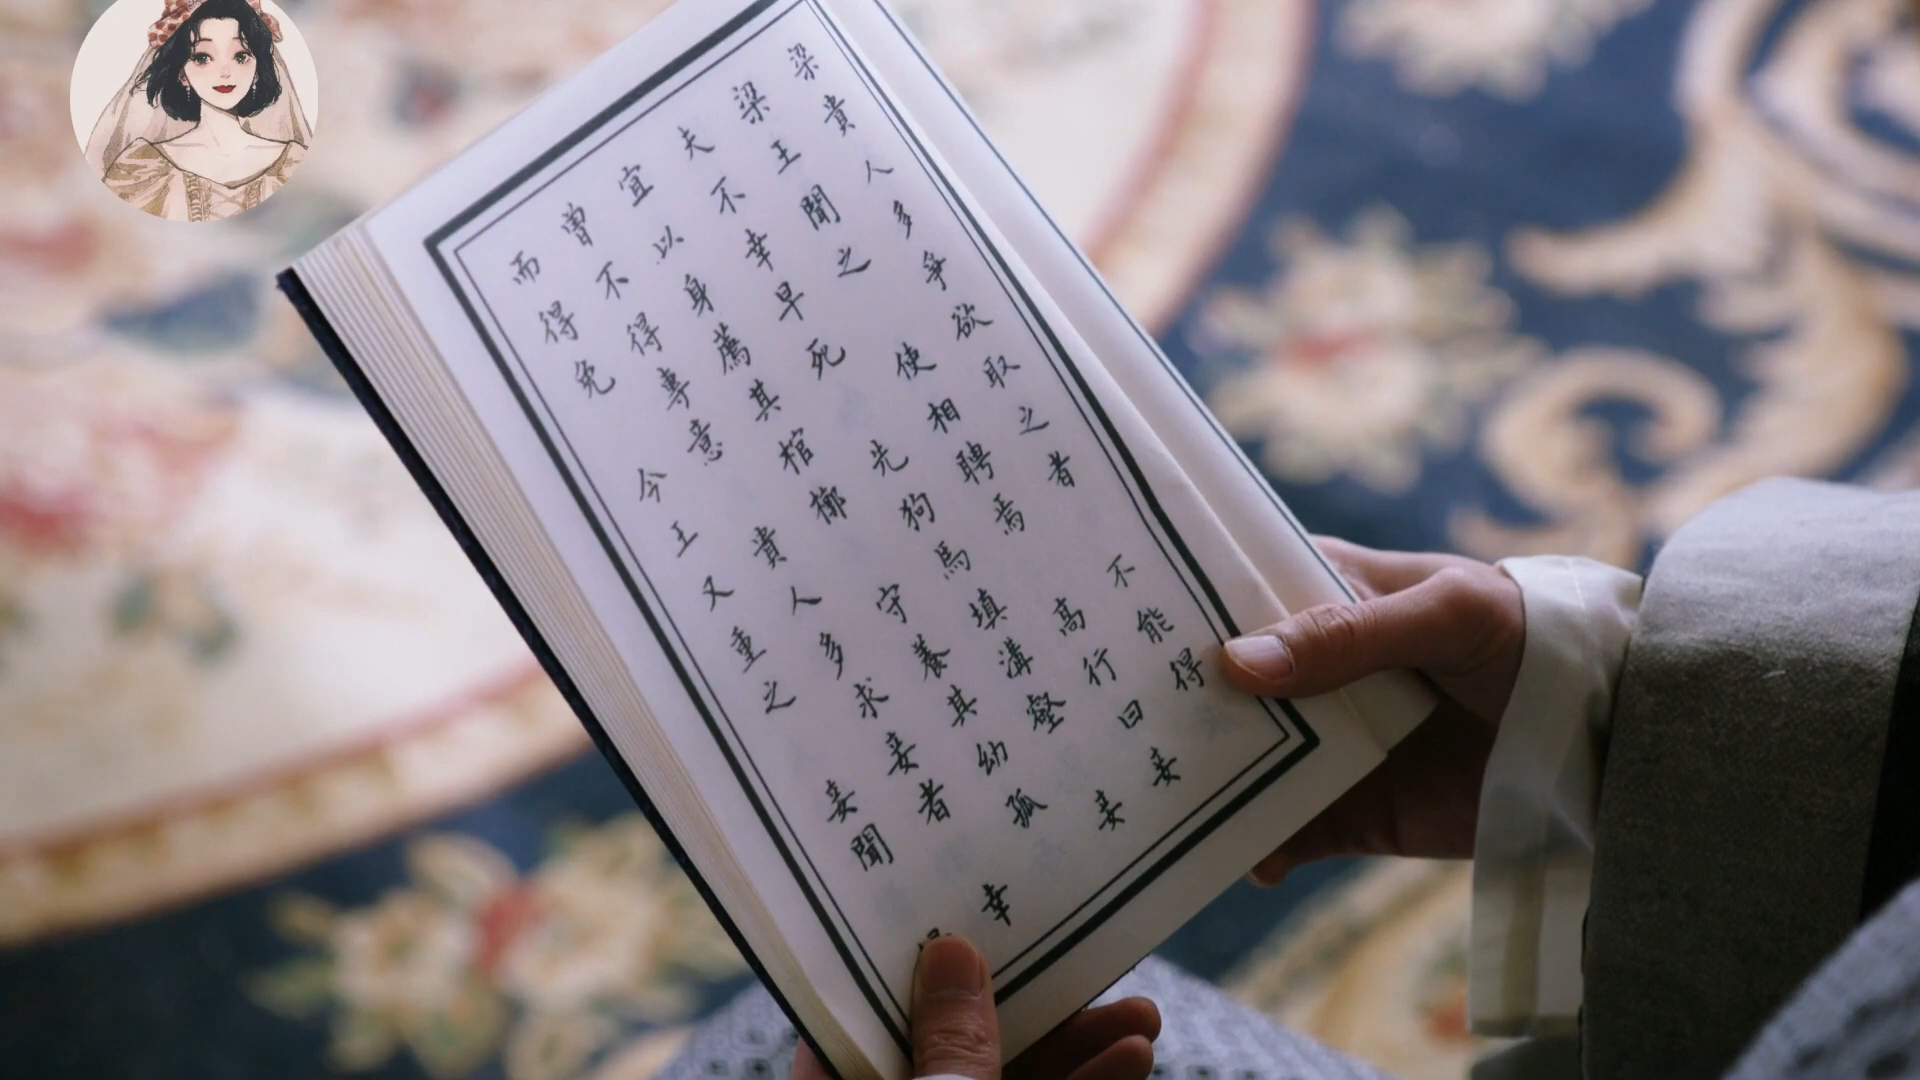 梁貴人多爭欲取之者 不能得
梁王聞之 使相聘焉 高行曰妾
夫不幸早死 先狗馬填溝壑 妾
宜以身薦其棺槨 守養其幼孤
曾不得專意 貴人多求妾者 幸
而得免 今王又重之 妾聞